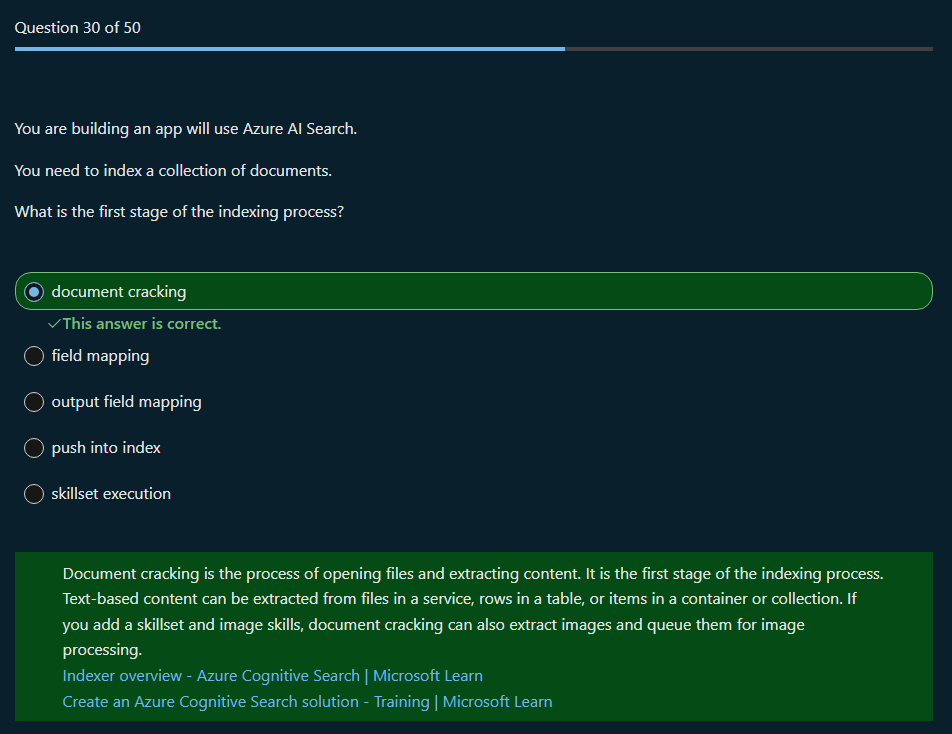 Question 30 of 50
You are building an app will use Azure AI Search.
You need to index a collection of documents.
What is the first stage of the indexing process?
document cracking
✓This answer is correct.
field mapping
output field mapping
push into index
skillset execution
Document cracking is the process of opening files and extracting content. It is the first stage of the indexing process.
Text-based content can be extracted from files in a service, rows in a table, or items in a container or collection. If
you add a skillset and image skills, document cracking can also extract images and queue them for image
processing.
Indexer overview - Azure Cognitive Search | Microsoft Learn
Create an Azure Cognitive Search solution - Training | Microsoft Learn